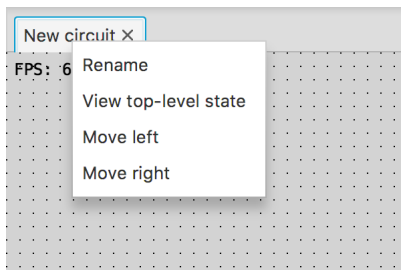 New circuit ×
FPS: 6
Rename
View top-level state
Move left
Move right